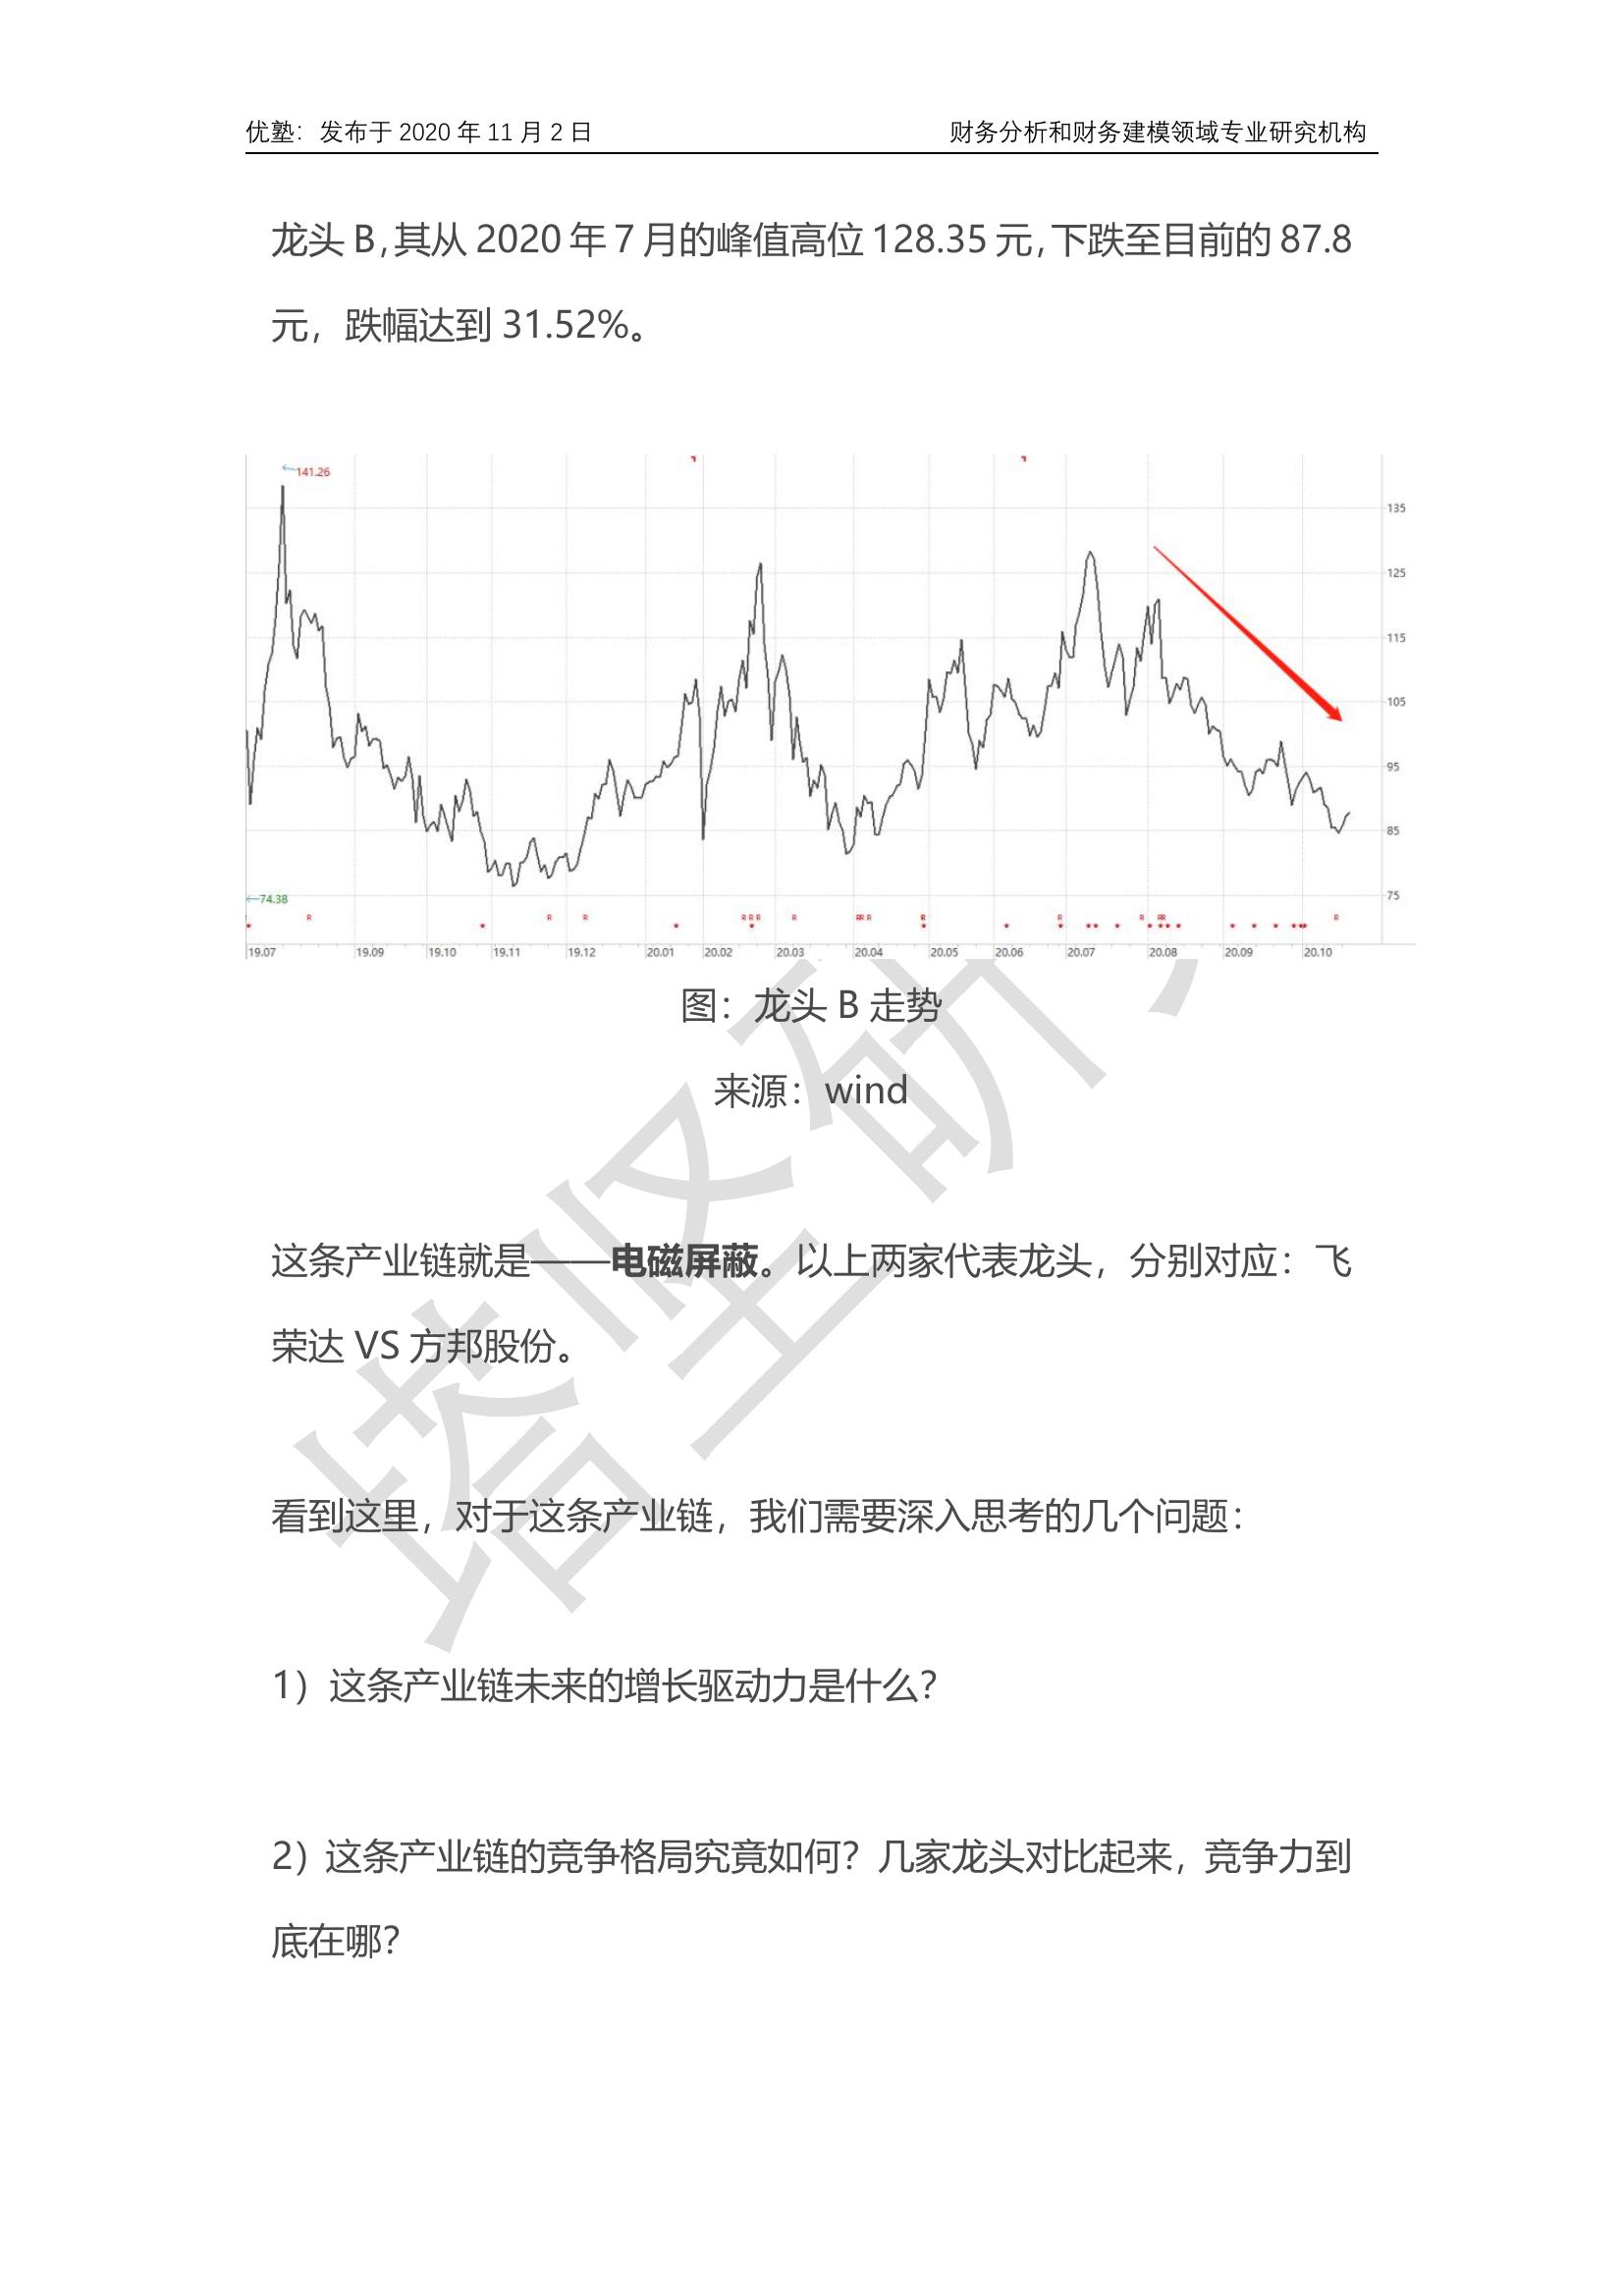 优塾：发布于 2020 年 11 月 2 日 财务分析和财务建模领域专业研究机构
龙头 B，其从 2020 年 7 月的峰值高位 128.35 元，下跌至目前的 87.8
元，跌幅达到 31.52%。
141.26
135
125
115
105
95
85
75
74.38
19.07 19.09 19.10 19.11 19.12 20.01 20.02 20.03 20.04 20.05 20.06 20.07 20.08 20.09 20.10
图：龙头 B 走势
来源：wind
这条产业链就是——电磁屏蔽。以上两家代表龙头，分别对应：飞
荣达 VS 方邦股份。
看到这里，对于这条产业链，我们需要深入思考的几个问题：
1）这条产业链未来的增长驱动力是什么？
2）这条产业链的竞争格局究竟如何？几家龙头对比起来，竞争力到
底在哪？
塔坚研